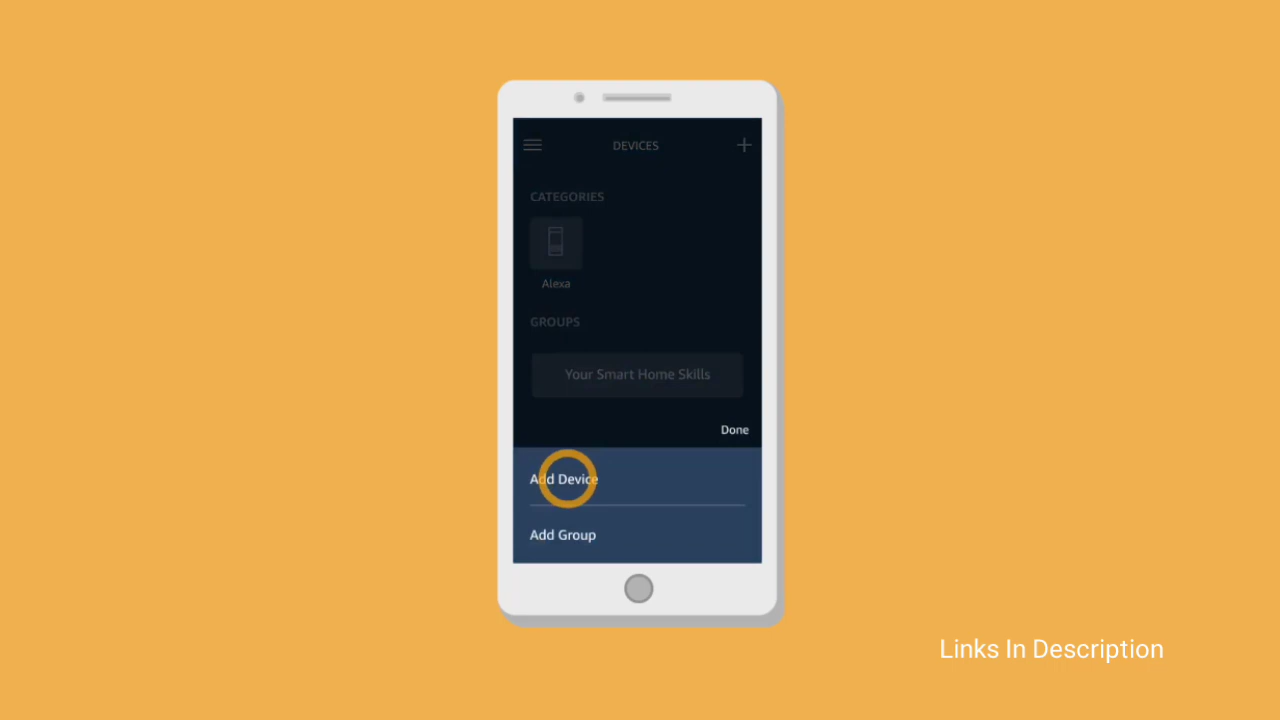 DEVICES
CATEGORIES
Alexa
GROUPS
Your Smart Home Skills
Done
Add Device
Add Group
Links In Description